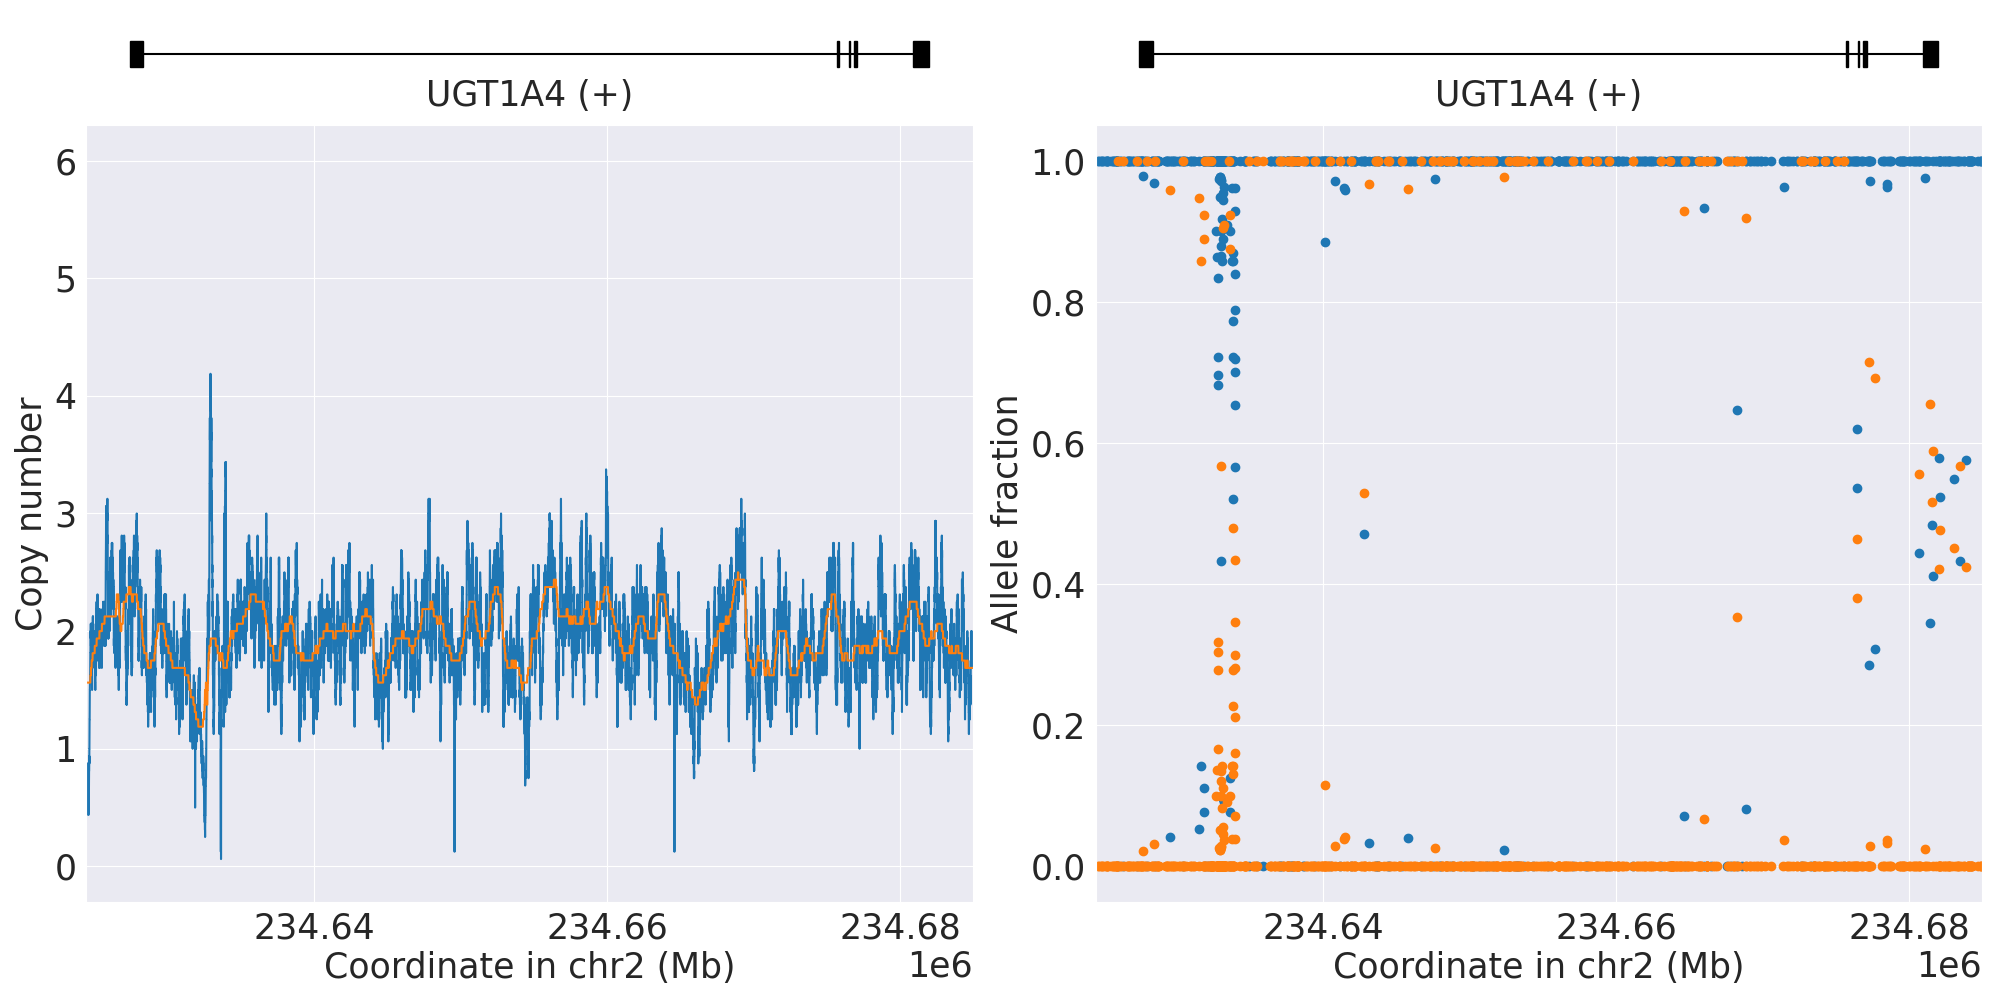 UGT1A4 (+)
6
5
4
3
2
1
0
Copy number
234.64 234.66 234.68
Coordinate in chr2 (Mb)
1e6
UGT1A4 (+)
1.0
0.8
0.6
0.4
0.2
0.0
Allele fraction
234.64 234.66 234.68
Coordinate in chr2 (Mb)
1e6